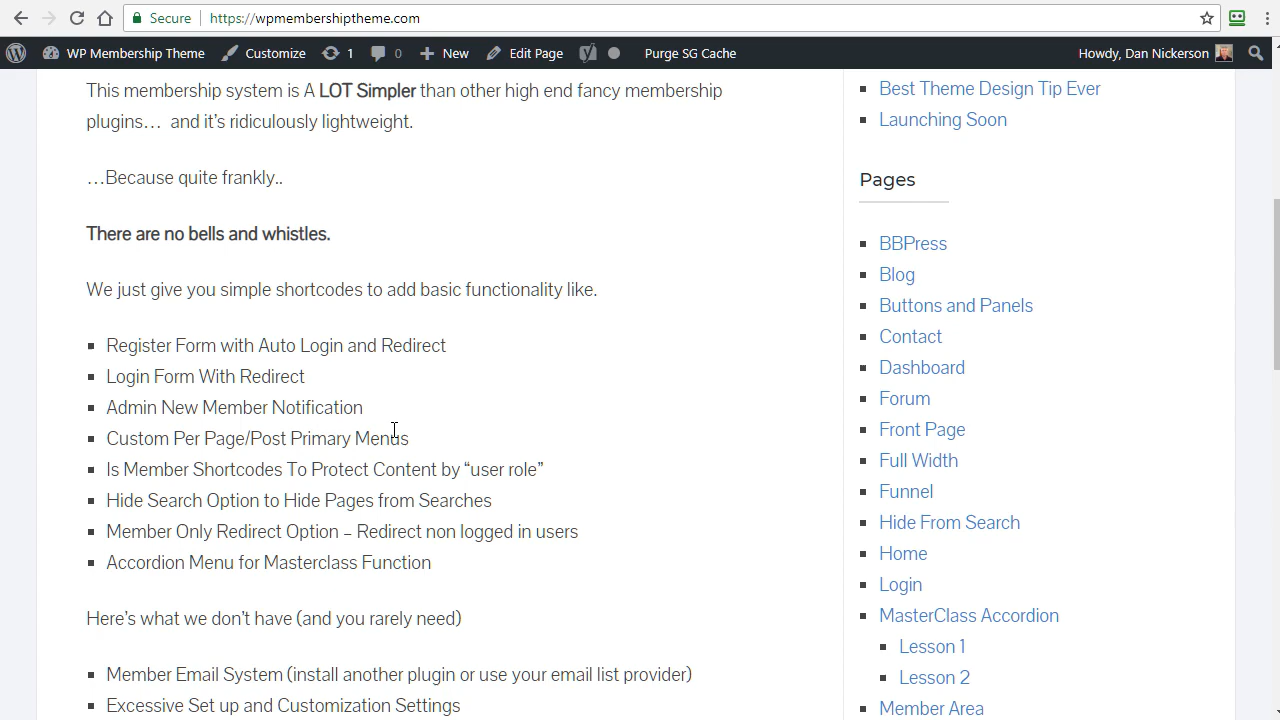 Secure https://wpmembershiptheme.com
WP Membership Theme Customize 1 0 New Edit Page Purge SG Cache Howdy, Dan Nickerson
This membership system is A LOT Simpler than other high end fancy membership
plugins… and it's ridiculously lightweight.
…Because quite frankly..
There are no bells and whistles.
We just give you simple shortcodes to add basic functionality like.
Register Form with Auto Login and Redirect
Login Form With Redirect
Admin New Member Notification
Custom Per Page/Post Primary Menus
Is Member Shortcodes To Protect Content by “user role”
Hide Search Option to Hide Pages from Searches
Member Only Redirect Option – Redirect non logged in users
Accordion Menu for Masterclass Function
Here's what we don't have (and you rarely need)
Member Email System (install another plugin or use your email list provider)
Excessive Set up and Customization Settings
Best Theme Design Tip Ever
Launching Soon
Pages
BBPress
Blog
Buttons and Panels
Contact
Dashboard
Forum
Front Page
Full Width
Funnel
Hide From Search
Home
Login
MasterClass Accordion
Lesson 1
Lesson 2
Member Area